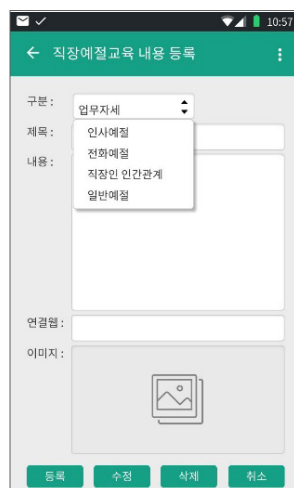 10:57
직장예절교육 내용 등록
구분 :
업무자세
제목 :
인사예절
전화예절
내용 :
직장인 인간관계
일반예절
연결웹 :
이미지 :
등록 수정 삭제 취소